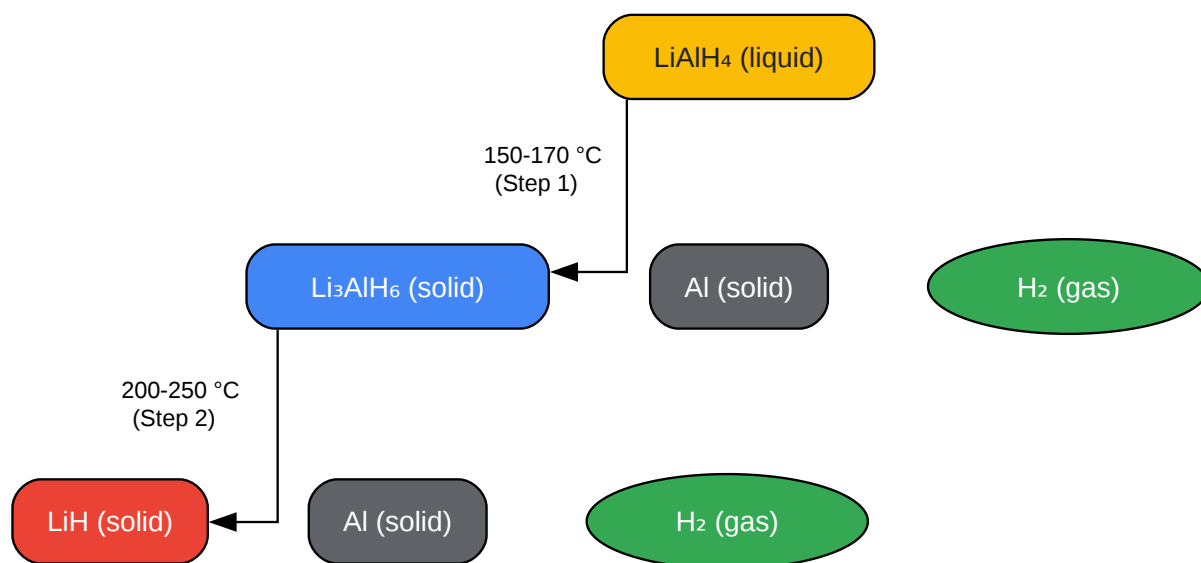 LiAlH₄ (liquid)
150-170 °C
(Step 1)
Li₃AlH₆ (solid)
Al (solid)
H₂ (gas)
200-250 °C
(Step 2)
LiH (solid)
Al (solid)
H₂ (gas)